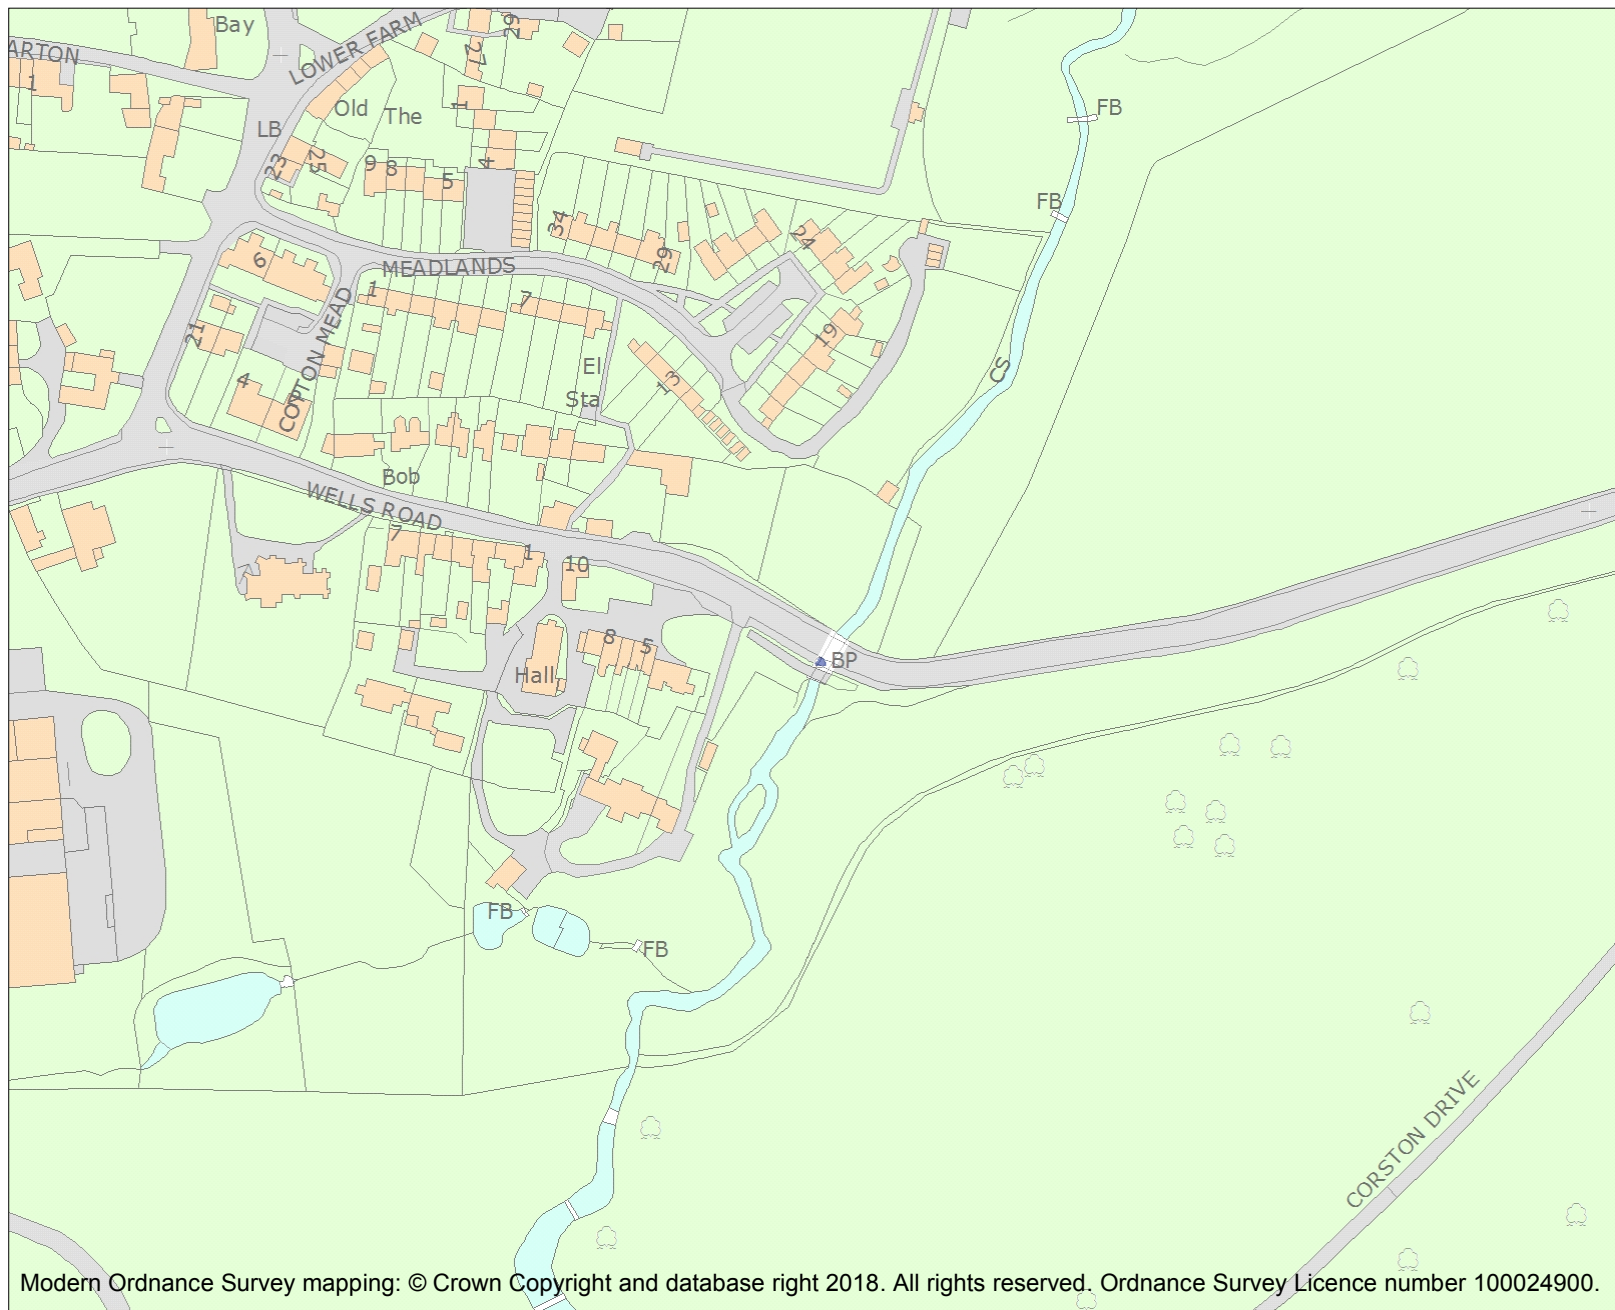 Bay
29
ARTON
LOWER FARM
27
1
Old
The
1
FB
LB
23
25
9
8
5
4
FB
34
24
6
29
MEADLANDS
1
7
21
COPTON MEAD
19
El
Sta
13
CS
4
Bob
WELLS ROAD
7
1
10
8
5
Hall
BP
FB
FB
CORSTON DRIVE
Modern Ordnance Survey mapping: © Crown Copyright and database right 2018. All rights reserved. Ordnance Survey Licence number 100024900.